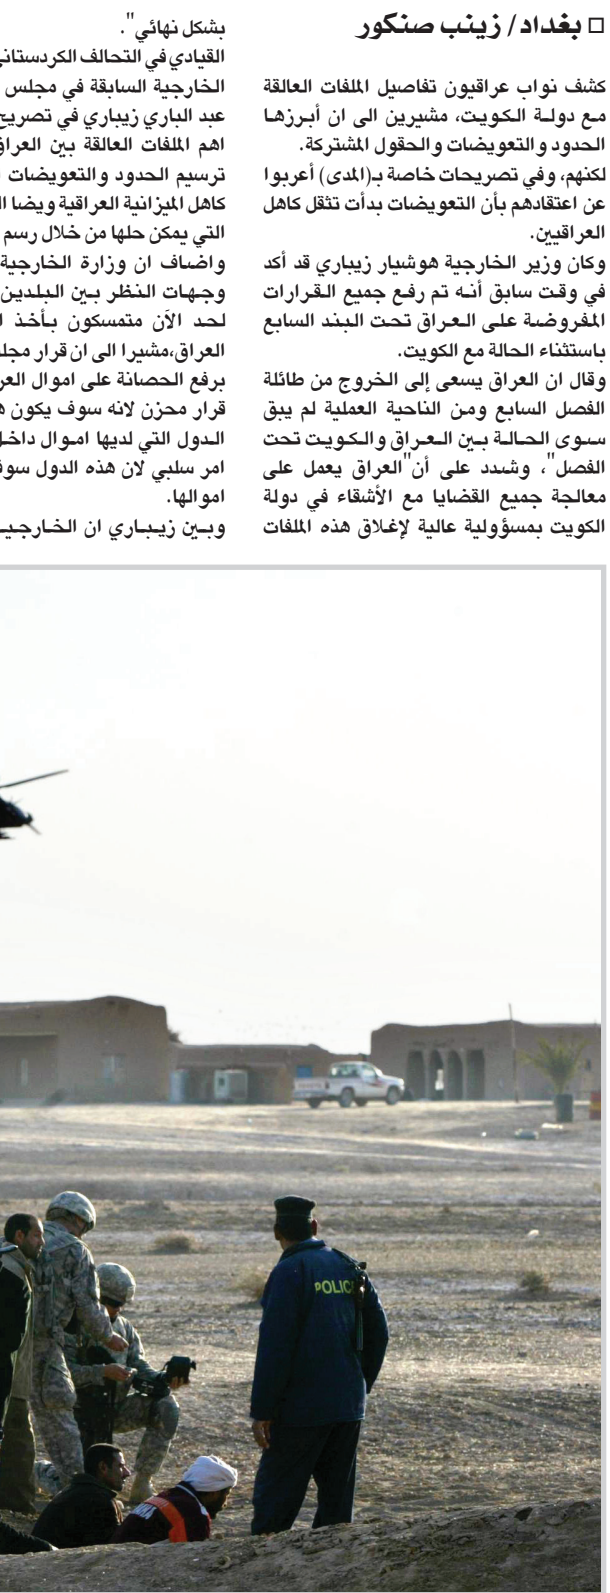 □ بغداد / زينب صنكور
كشف نواب عراقيون تفاصيل الملفات العالقة
مع دولة الكويت، مشيرين الى ان أبرزها
الحدود والتعويضات والحقول المشتركة.
لكنهم، وفي تصريحات خاصة بـ(المدى) أعربوا
عن اعتقادهم بأن التعويضات بدأت تثقل كاهل
العراقيين.
وكان وزير الخارجية هوشيار زيباري قد أكد
في وقت سابق أنه تم رفع جميع القرارات
المفروضة على العراق تحت البند السابع
باستثناء الحالة مع الكويت.
وقال ان العراق يسعى إلى الخروج من طائلة
الفصل السابع ومن الناحية العملية لم يبق
سوى الحالة بين العراق والكويت تحت
الفصل"، وشدد على أن"العراق يعمل على
معالجة جميع القضايا مع الأشقاء في دولة
الكويت بمسؤولية عالية لإغلاق هذه الملفات
بشكل نهائي".
القيادي في التحالف الكردستاني
الخارجية السابقة في مجلس
عبد الباري زيباري في تصريح
اهم الملفات العالقة بين العراق
ترسيم الحدود والتعويضات
كاهل الميزانية العراقية ويضا
التي يمكن حلها من خلال رسم
واضاف ان وزارة الخارجية
وجهات النظر بين البلدين
لحد الآن متمسكون بأخذ
العراق،مشيرا الى ان قرار
برفع الحصانة على اموال
قرار محزن لانه سوف يكون
الدول التي لديها اموال
امر سلبي لان هذه الدول
اموالها.
وبين زيباري ان
POLICE